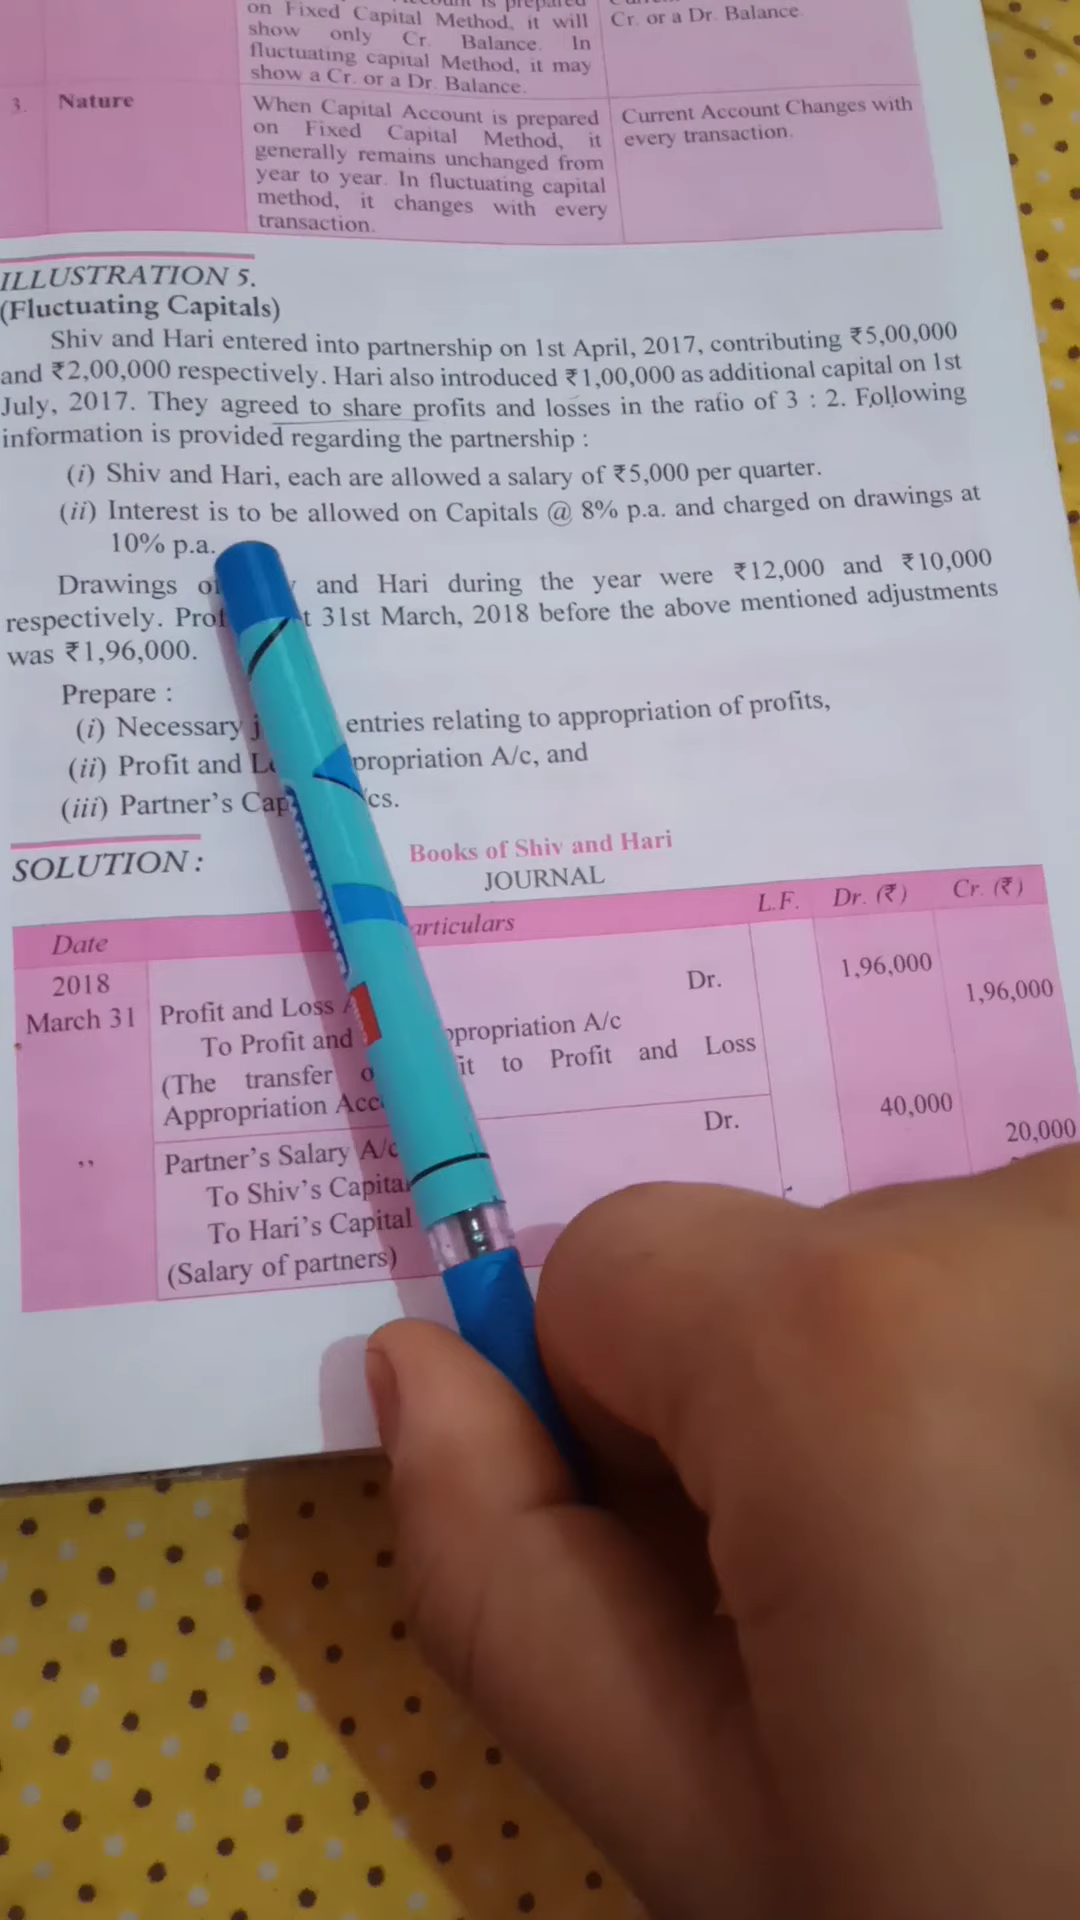 on Fixed Capital Method, it will
show only Cr. Balance. In
fluctuating capital Method, it may
show a Cr. or a Dr. Balance.
Cr. or a Dr. Balance.
3. Nature
When Capital Account is prepared
on Fixed Capital Method, it
generally remains unchanged from
year to year. In fluctuating capital
method, it changes with every
transaction.
Current Account Changes with
every transaction.
ILLUSTRATION 5.
(Fluctuating Capitals)
Shiv and Hari entered into partnership on 1st April, 2017, contributing ₹5,00,000
and ₹2,00,000 respectively. Hari also introduced ₹1,00,000 as additional capital on 1st
July, 2017. They agreed to share profits and losses in the ratio of 3 : 2. Following
information is provided regarding the partnership :
(i) Shiv and Hari, each are allowed a salary of ₹5,000 per quarter.
(ii) Interest is to be allowed on Capitals @ 8% p.a. and charged on drawings at
10% p.a.
Drawings and Hari during the year were ₹12,000 and ₹10,000
respectively. 31st March, 2018 before the above mentioned adjustments
was ₹1,96,000.
Prepare :
(i) Necessary entries relating to appropriation of profits,
(ii) Profit and propriation A/c, and
(iii) Partner's cs.
SOLUTION :
Books of Shiv and Hari
JOURNAL
Date articulars L.F. Dr. (₹) Cr. (₹)
2018
March 31 Profit and Loss Dr. 1,96,000
To Profit and ppropriation A/c 1,96,000
(The transfer it to Profit and Loss
Appropriation
,, Partner's Salary A/c Dr. 40,000
To Shiv's Capital 20,000
To Hari's Capital
(Salary of partners)